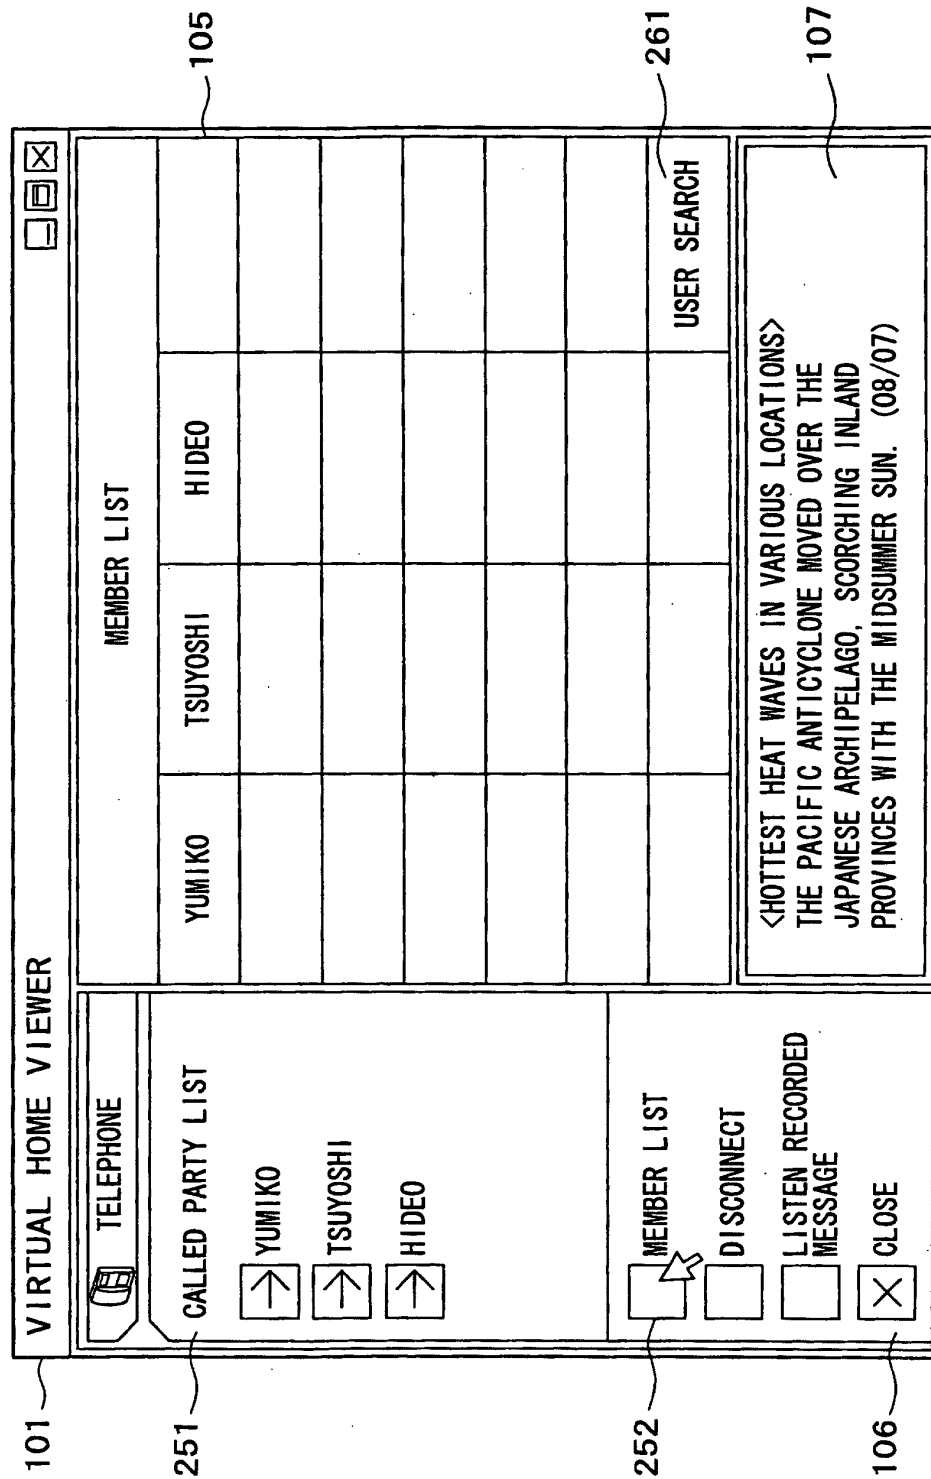 VIRTUAL HOME VIEWER
TELEPHONE
CALLED PARTY LIST
YUMIKO
TSUYOSHI
HIDEO
MEMBER LIST
DISCONNECT
LISTEN RECORDED
MESSAGE
CLOSE
MEMBER LIST
YUMIKO TSUYOSHI HIDEO
USER SEARCH
<HOTTEST HEAT WAVES IN VARIOUS LOCATIONS>
THE PACIFIC ANTICYCLONE MOVED OVER THE
JAPANESE ARCHIPELAGO, SCORCHING INLAND
PROVINCES WITH THE MIDSUMMER SUN. (08/07)
101
251
252
106
105
261
107